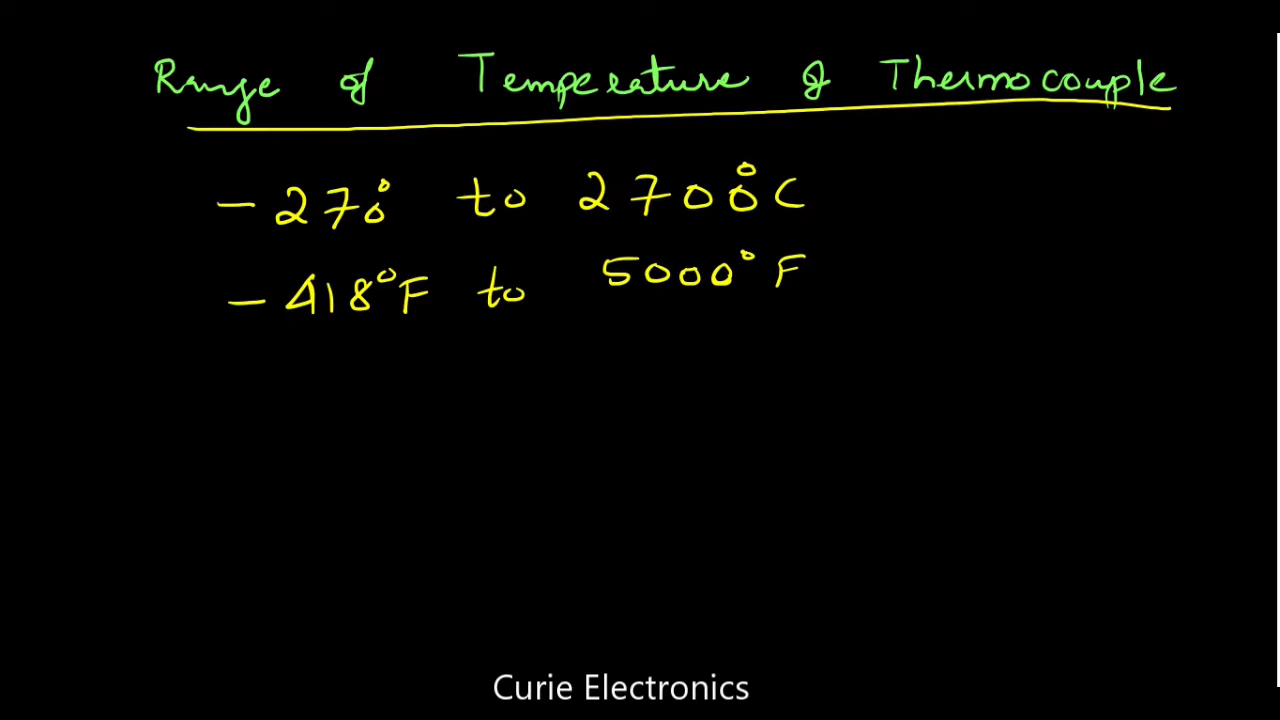 Range of Temperature of Thermocouple
-270° to 2700°C
-418°F to 5000°F
Curie Electronics